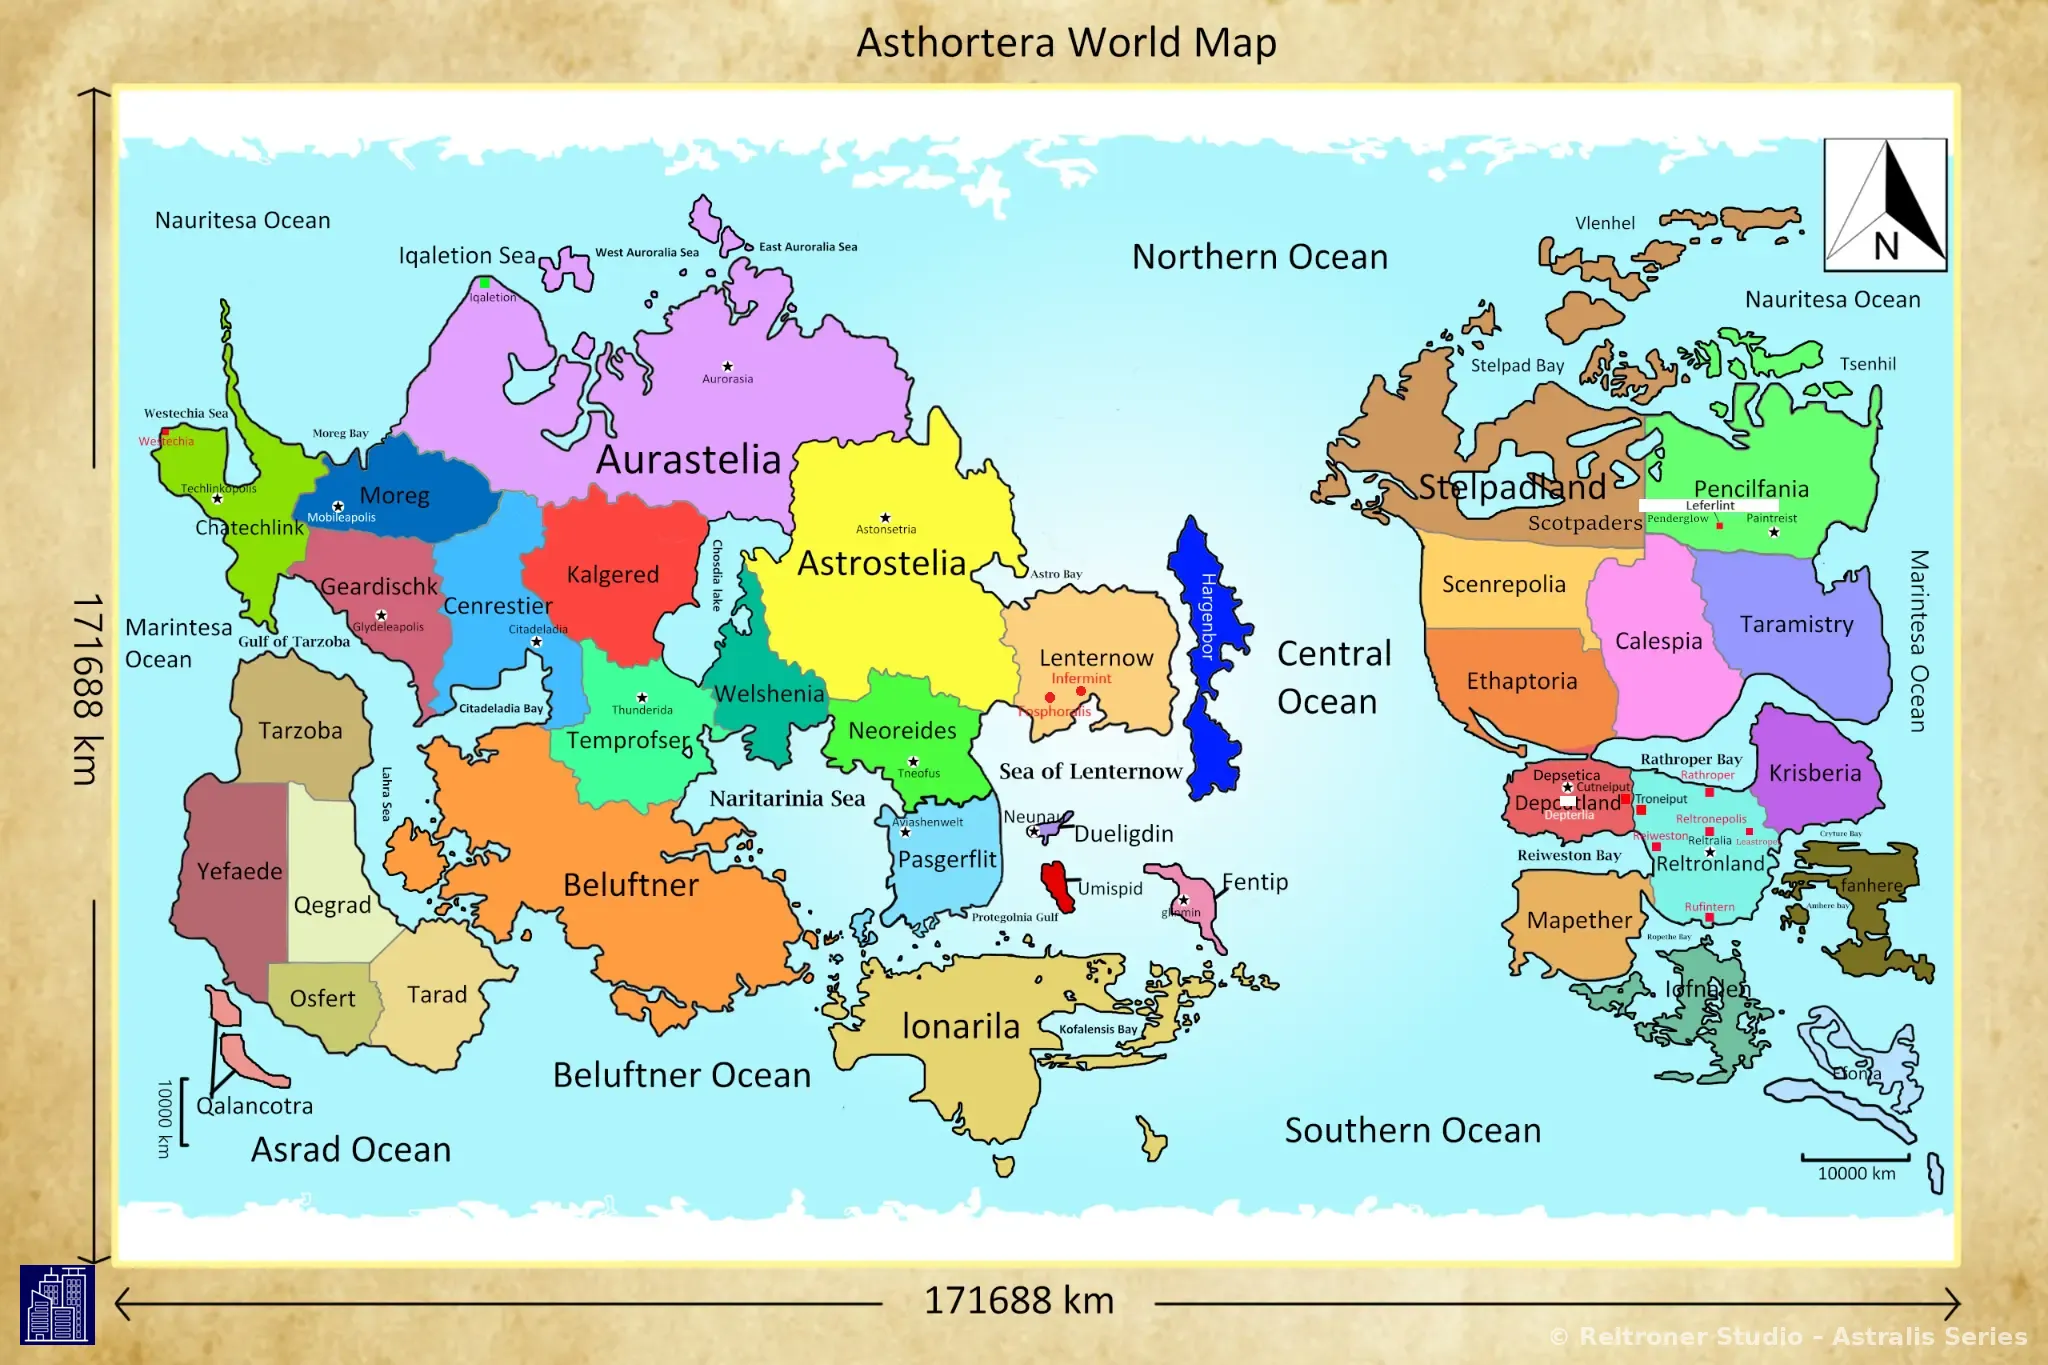 Asthortera World Map
Nauritesa Ocean
Iqaletion Sea
West Auroralia Sea
East Auroralia Sea
Northern Ocean
Vlenhel
N
Nauritesa Ocean
Iqaletion
Aurorasia
Stelpad Bay
Tsenhil
Westechia Sea
Westechia
Moreg Bay
Aurastelia
Techlinkopolis
Moreg
Mobileapolis
Chatechlink
Stelpadland
Scotpaders
Pencilfania
Leferlint
Penderglow
Paintreist
Astonsetria
Astrostelia
Chosdia lake
Kalgered
Geardischk
Glydeleapolis
Cenrestier
Citadeladia
Astro Bay
Hargenbor
Scenrepolia
Calespia
Taramistry
Marintesa Ocean
Marintesa
Ocean
Gulf of Tarzoba
171688 km
Central
Ocean
Lenternow
Infermint
Fosphoralis
Ethaptoria
Welshenia
Citadeladia Bay
Thunderida
Temprofser
Tarzoba
Neoreides
Tneofus
Sea of Lenternow
Naritarinia Sea
Lahra Sea
Rathroper Bay
Rathroper
Krisberia
Depsetica
Cutneiput
Depcutland
Depterlia
Troneiput
Reltronepolis
Reiweston
Reltralia
Leastrope
Reltronland
Cryture Bay
Reiweston Bay
Neunau
Dueligdin
Aviashenwelt
Pasgerflit
Umispid
Fentip
glinmin
Protegolnia Gulf
Yefaede
Qegrad
Beluftner
Mapether
Rufintern
Ropethe Bay
fanhere
Ambere bay
Osfert
Tarad
Ionarila
Kofalensis Bay
Iofnalen
Efonia
Beluftner Ocean
Qalancotra
10000 km
Asrad Ocean
Southern Ocean
10000 km
171688 km
© Reltroner Studio - Astralis Series